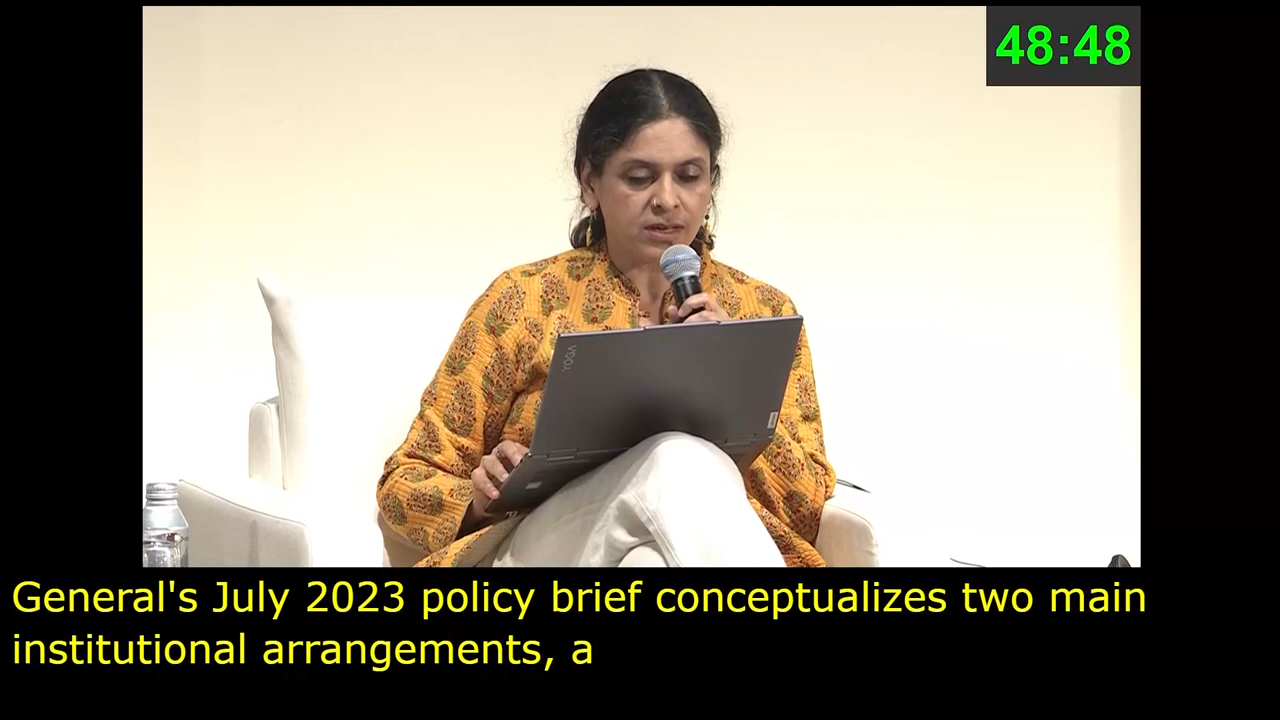 48:48
YOGA
General's July 2023 policy brief conceptualizes two main
institutional arrangements, a